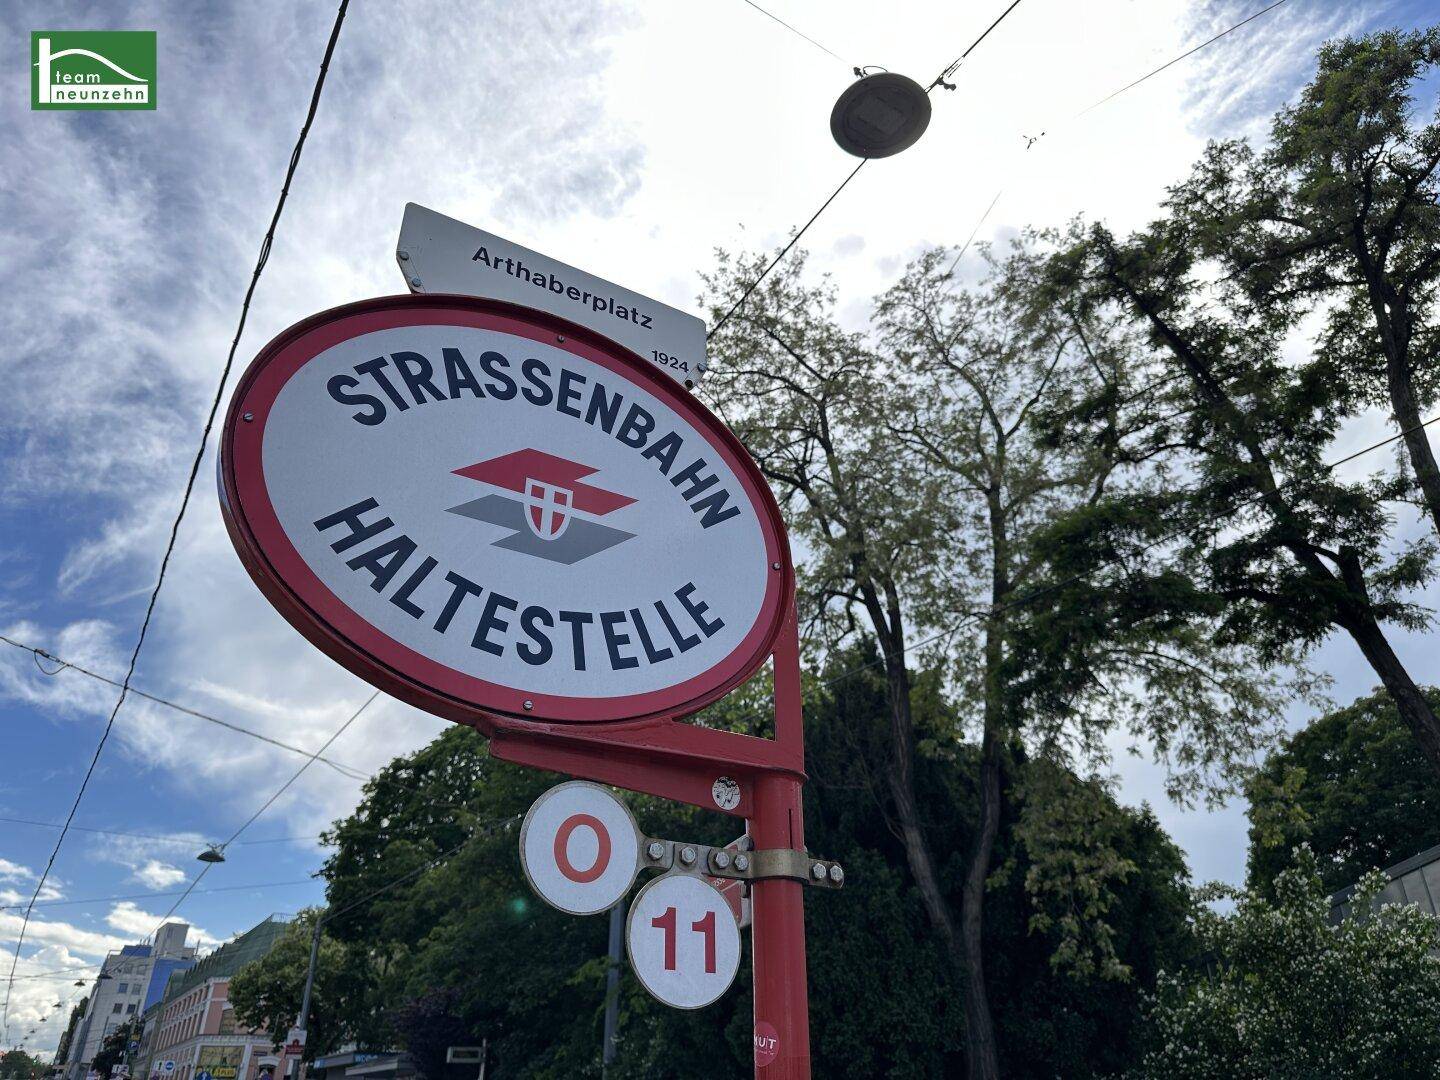 team
neunzehn
Arthaberplatz
1924
STRASSENBAHN
HALTESTELLE
O
11